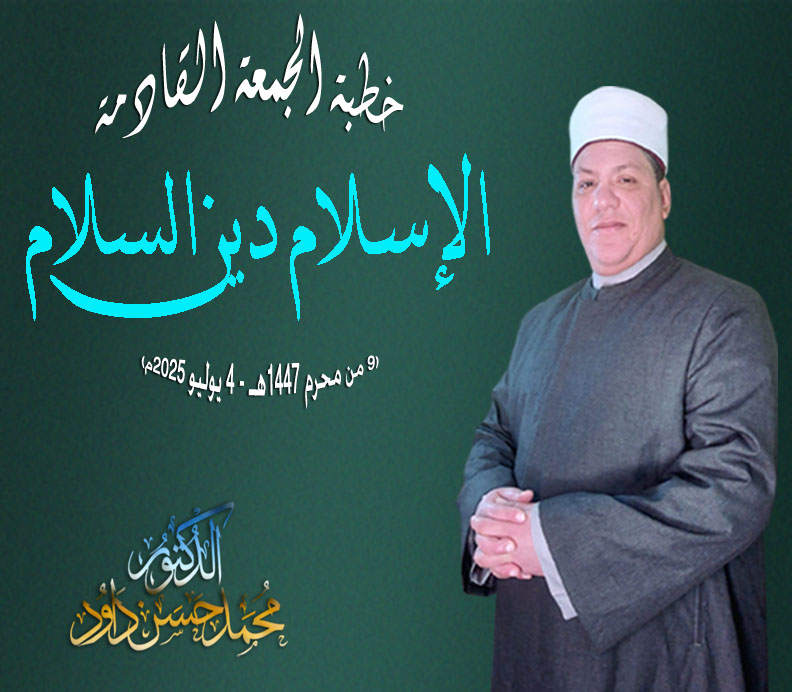 خطبة الجمعة القادمة
الإسلام دين السلام
(9 من محرم 1447هـ - 4 يوليو 2025م)
الدكتور
محمد حسن داود